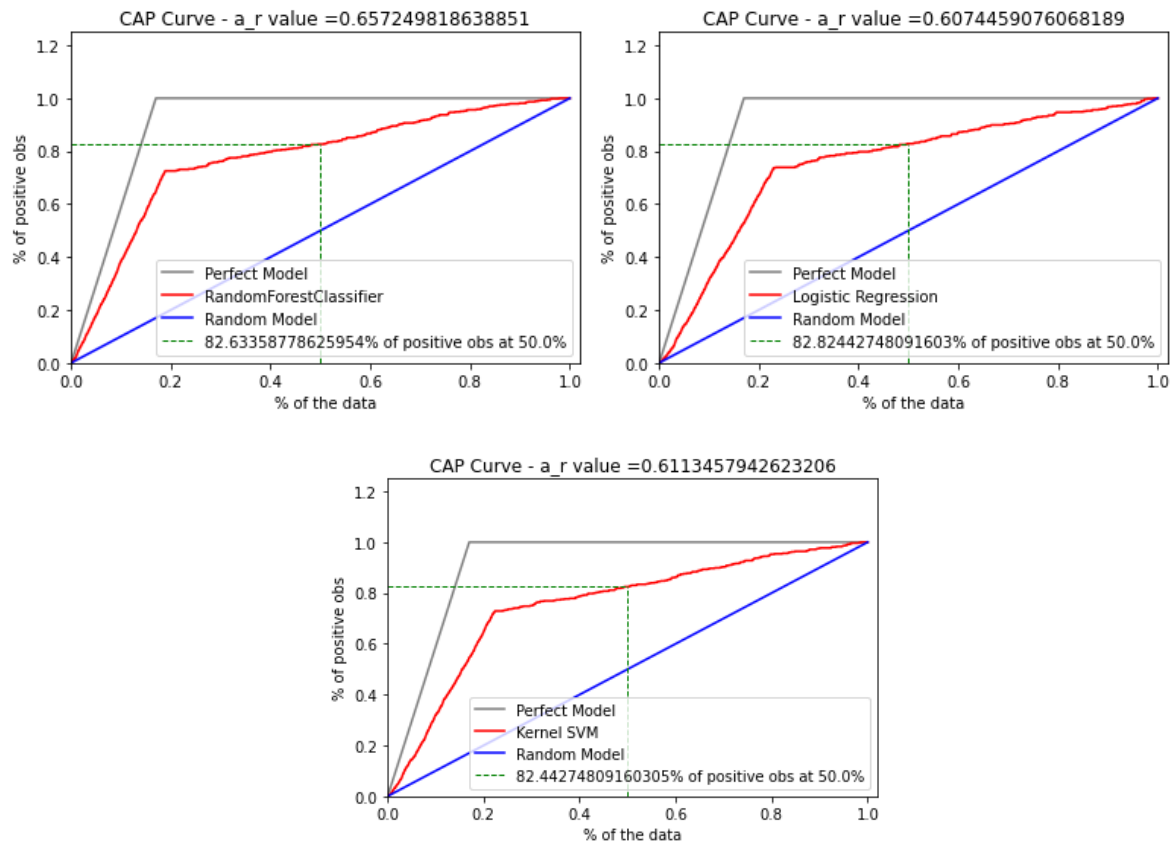 CAP Curve - a_r value =0.657249818638851
1.2
1.0
0.8
0.6
0.4
0.2
0.0
% of positive obs
Perfect Model
RandomForestClassifier
Random Model
82.63358778625954% of positive obs at 50.0%
0.0 0.2 0.4 0.6 0.8 1.0
% of the data
CAP Curve - a_r value =0.6074459076068189
1.2
1.0
0.8
0.6
0.4
0.2
0.0
% of positive obs
Perfect Model
Logistic Regression
Random Model
82.82442748091603% of positive obs at 50.0%
0.0 0.2 0.4 0.6 0.8 1.0
% of the data
CAP Curve - a_r value =0.6113457942623206
1.2
1.0
0.8
0.6
0.4
0.2
0.0
% of positive obs
Perfect Model
Kernel SVM
Random Model
82.44274809160305% of positive obs at 50.0%
0.0 0.2 0.4 0.6 0.8 1.0
% of the data